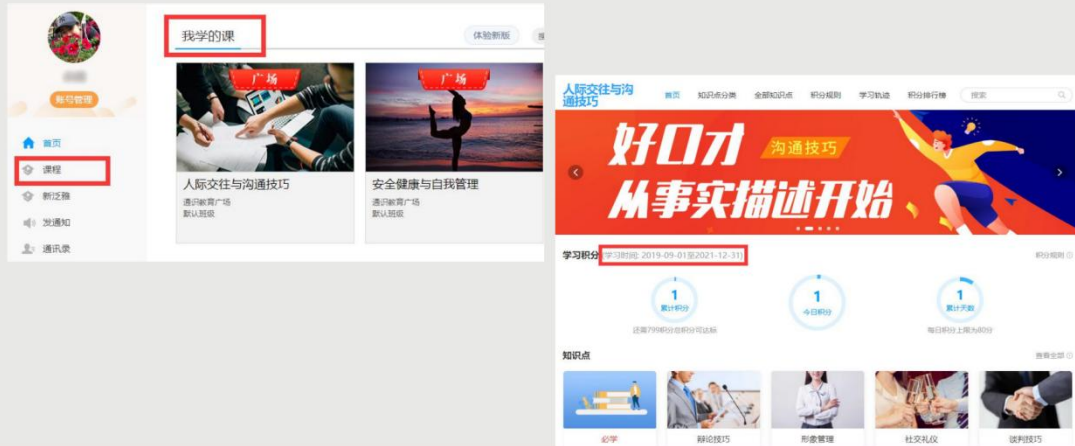 我学的课
体验新版
账号管理
首页
课程
新泛雅
发通知
通讯录
广场
人际交往与沟通技巧
通识教育广场
默认班级
广场
安全健康与自我管理
通识教育广场
默认班级
人际交往与沟
通技巧
首页 知识点分类 全部知识点 积分规则 学习轨迹 积分排行榜 搜索
好口才 沟通技巧
从事实描述开始
学习积分 (学习时间: 2019-09-01至2021-12-31) 积分规则
1
累计积分
还需799积分总积分可达标
1
今日积分
1
累计天数
每日积分上限为80分
知识点 查看全部
必学 辩论技巧 形象管理 社交礼仪 谈判技巧